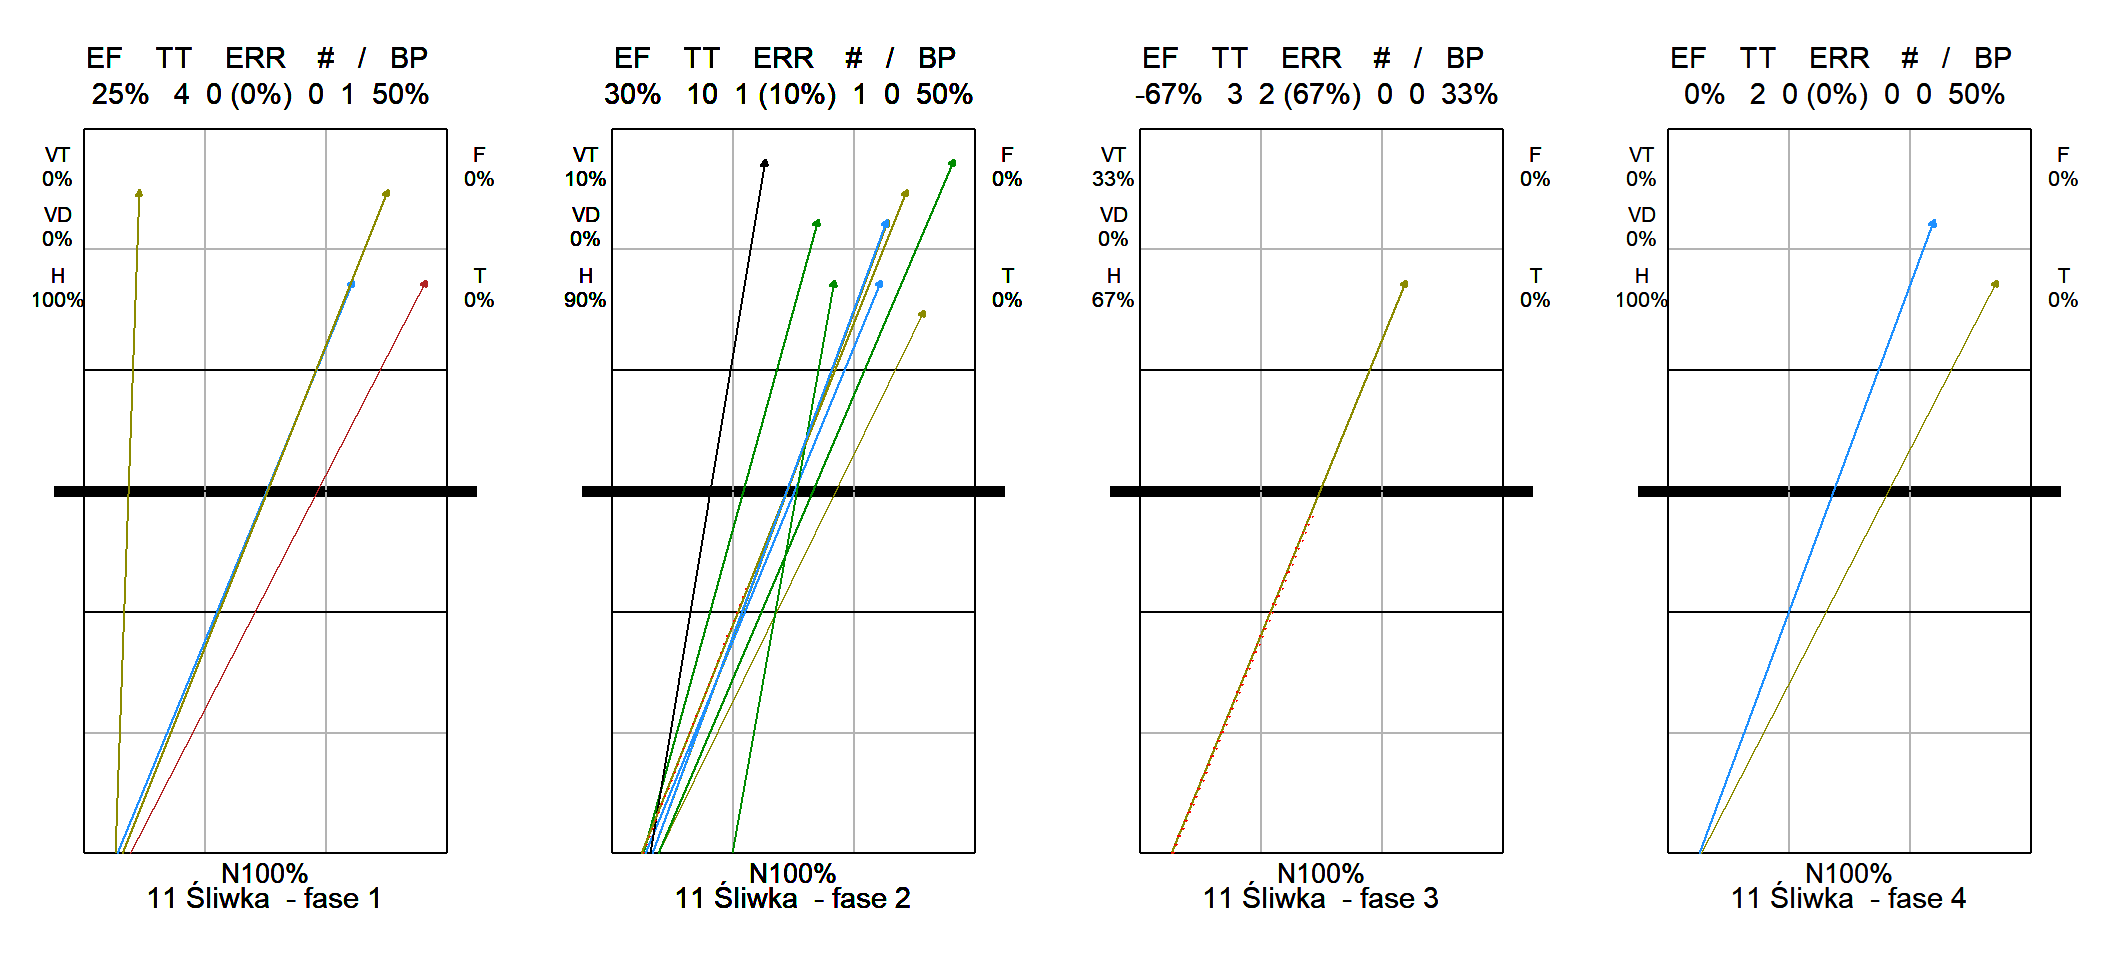 EF TT ERR # / BP
25% 4 0 (0%) 0 1 50%
VT
0%
VD
0%
H
100%
F
0%
T
0%
N100%
11 Śliwka - fase 1
EF TT ERR # / BP
30% 10 1 (10%) 1 0 50%
VT
10%
VD
0%
H
90%
F
0%
T
0%
N100%
11 Śliwka - fase 2
EF TT ERR # / BP
-67% 3 2 (67%) 0 0 33%
VT
33%
VD
0%
H
67%
F
0%
T
0%
N100%
11 Śliwka - fase 3
EF TT ERR # / BP
0% 2 0 (0%) 0 0 50%
VT
0%
VD
0%
H
100%
F
0%
T
0%
N100%
11 Śliwka - fase 4